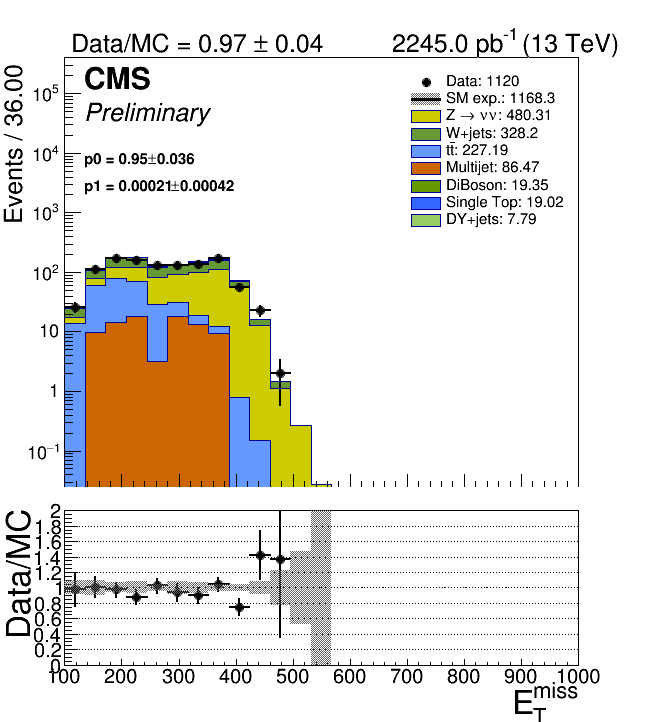 Data/MC = 0.97 ± 0.04 2245.0 pb⁻¹ (13 TeV)
CMS
Preliminary
p0 = 0.95±0.036
p1 = 0.00021±0.00042
Data: 1120
SM exp.: 1168.3
Z → νν: 480.31
W+jets: 328.2
tt̄: 227.19
Multijet: 86.47
DiBoson: 19.35
Single Top: 19.02
DY+jets: 7.79
Events / 36.00
10⁵
10⁴
10³
10²
10
1
10⁻¹
Data/MC
2
1.8
1.6
1.4
1.2
1
0.8
0.6
0.4
0.2
0
100 200 300 400 500 600 700 800 900 1000
E_T^miss